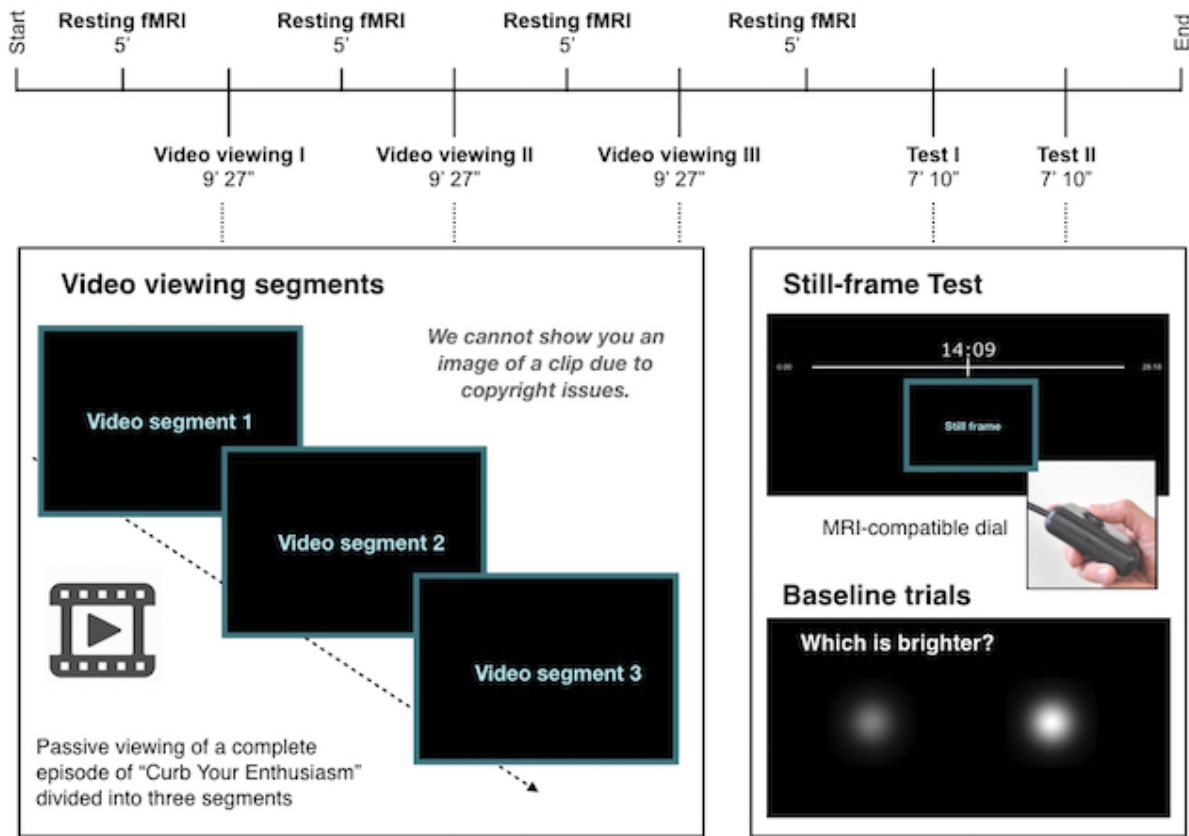 Start
Resting fMRI
5’
Resting fMRI
5’
Resting fMRI
5’
Resting fMRI
5’
End
Video viewing I
9’ 27”
Video viewing II
9’ 27”
Video viewing III
9’ 27”
Test I
7’ 10”
Test II
7’ 10”
Video viewing segments
We cannot show you an
image of a clip due to
copyright issues.
Video segment 1
Video segment 2
Video segment 3
Passive viewing of a complete
episode of “Curb Your Enthusiasm”
divided into three segments
Still-frame Test
14:09
0:00
Still frame
MRI-compatible dial
Baseline trials
Which is brighter?